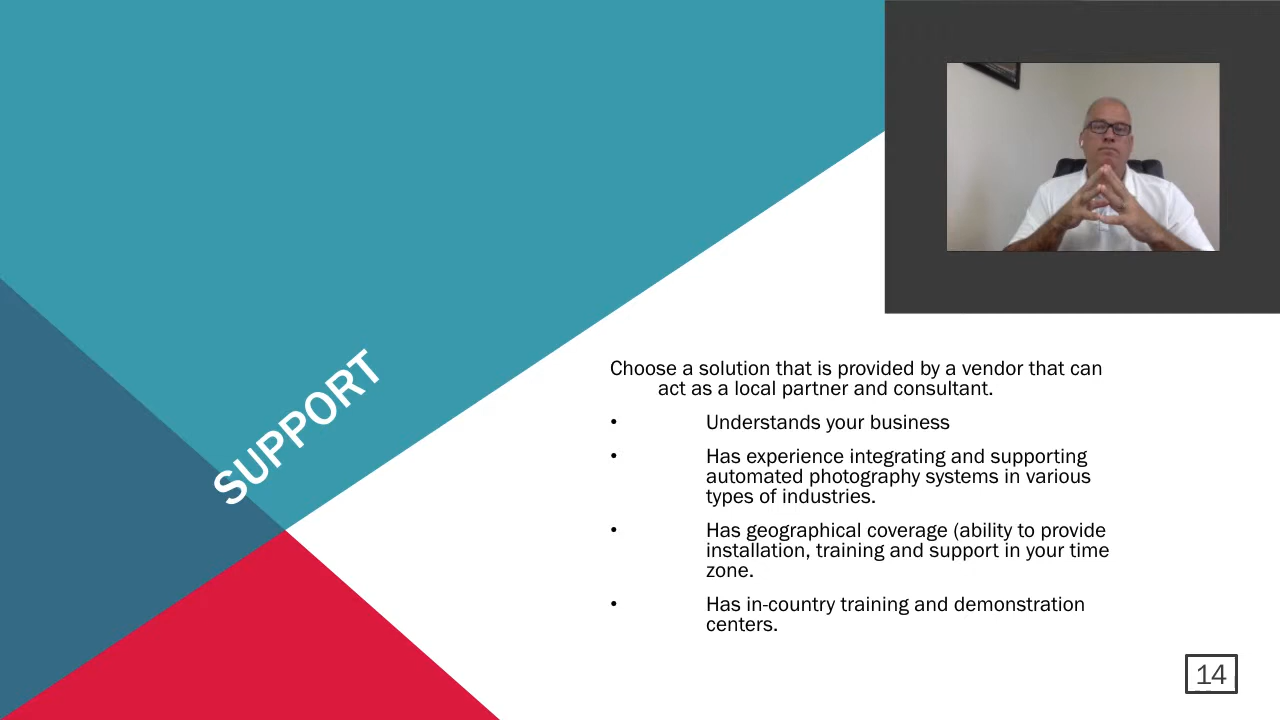 SUPPORT
Choose a solution that is provided by a vendor that can
act as a local partner and consultant.
• Understands your business
• Has experience integrating and supporting
automated photography systems in various
types of industries.
• Has geographical coverage (ability to provide
installation, training and support in your time
zone.
• Has in-country training and demonstration
centers.
14